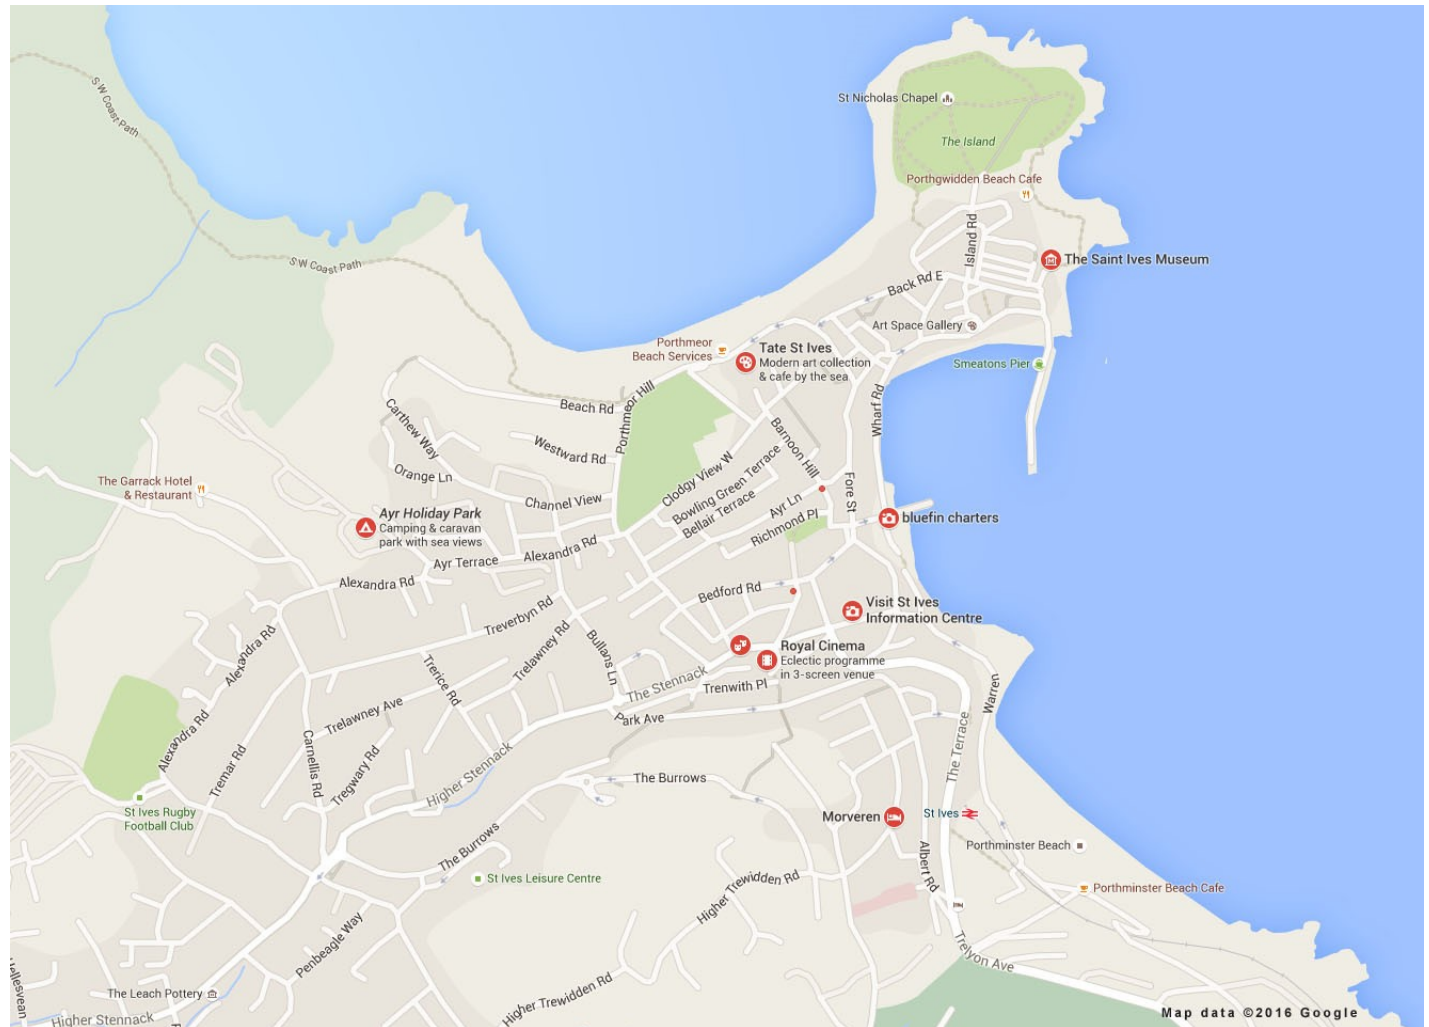 S W Coast Path
St Nicholas Chapel
The Island
Porthgwidden Beach Cafe
Island Rd
The Saint Ives Museum
S W Coast Path
Back Rd E
Art Space Gallery
Porthmeor
Beach Services
Tate St Ives
Modern art collection
& cafe by the sea
Smeatons Pier
Beach Rd
Porthmeor Hill
Wharf Rd
Carthew Way
Westward Rd
Barnoon Hill
Orange Ln
Clodgy View W
Bowling Green Terrace
Fore St
The Garrack Hotel
& Restaurant
Channel View
Bellair Terrace
Ayr Ln
Richmond Pl
Ayr Holiday Park
Camping & caravan
park with sea views
bluefin charters
Alexandra Rd
Ayr Terrace
Alexandra Rd
Bedford Rd
Visit St Ives
Information Centre
Treverbyn Rd
Alexandra Rd
Trelawney Rd
Bullans Ln
Royal Cinema
Eclectic programme
in 3-screen venue
Trerice Rd
The Stennack
Trenwith Pl
Warren
Trelawney Ave
Park Ave
Alexandra Rd
The Terrace
Tremar Rd
Carnellis Rd
Tregwary Rd
Higher Stennack
The Burrows
St Ives Rugby
Football Club
Morveren
St Ives
Porthminster Beach
The Burrows
Albert Rd
St Ives Leisure Centre
Higher Trewidden Rd
Porthminster Beach Cafe
Penbeagle Way
Trelyon Ave
Hellesvean
The Leach Pottery
Higher Trewidden Rd
Higher Stennack
Map data ©2016 Google